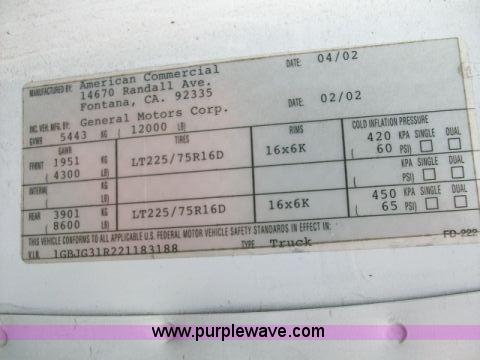 MANUFACTURED BY: American Commercial DATE: 04/02
14670 Randall Ave.
Fontana, CA. 92335
INC. VEH. MFG. BY: General Motors Corp. DATE: 02/02
GVWR 5443 KG ( 12000 LB)
GAWR TIRES RIMS COLD INFLATION PRESSURE
FRONT 1951 KG LT225/75R16D 16x6K 420 KPA SINGLE DUAL
( 4300 LB) ( 60 PSI)
INTERMED. KG KPA SINGLE DUAL
( LB) ( PSI)
REAR 3901 KG LT225/75R16D 16x6K 450 KPA SINGLE DUAL
( 8600 LB) ( 65 PSI)
THIS VEHICLE CONFORMS TO ALL APPLICABLE U.S. FEDERAL MOTOR VEHICLE SAFETY STANDARDS IN EFFECT IN:
V.I.N. 1GBJG31R221183188 TYPE Truck FD-222
www.purplewave.com